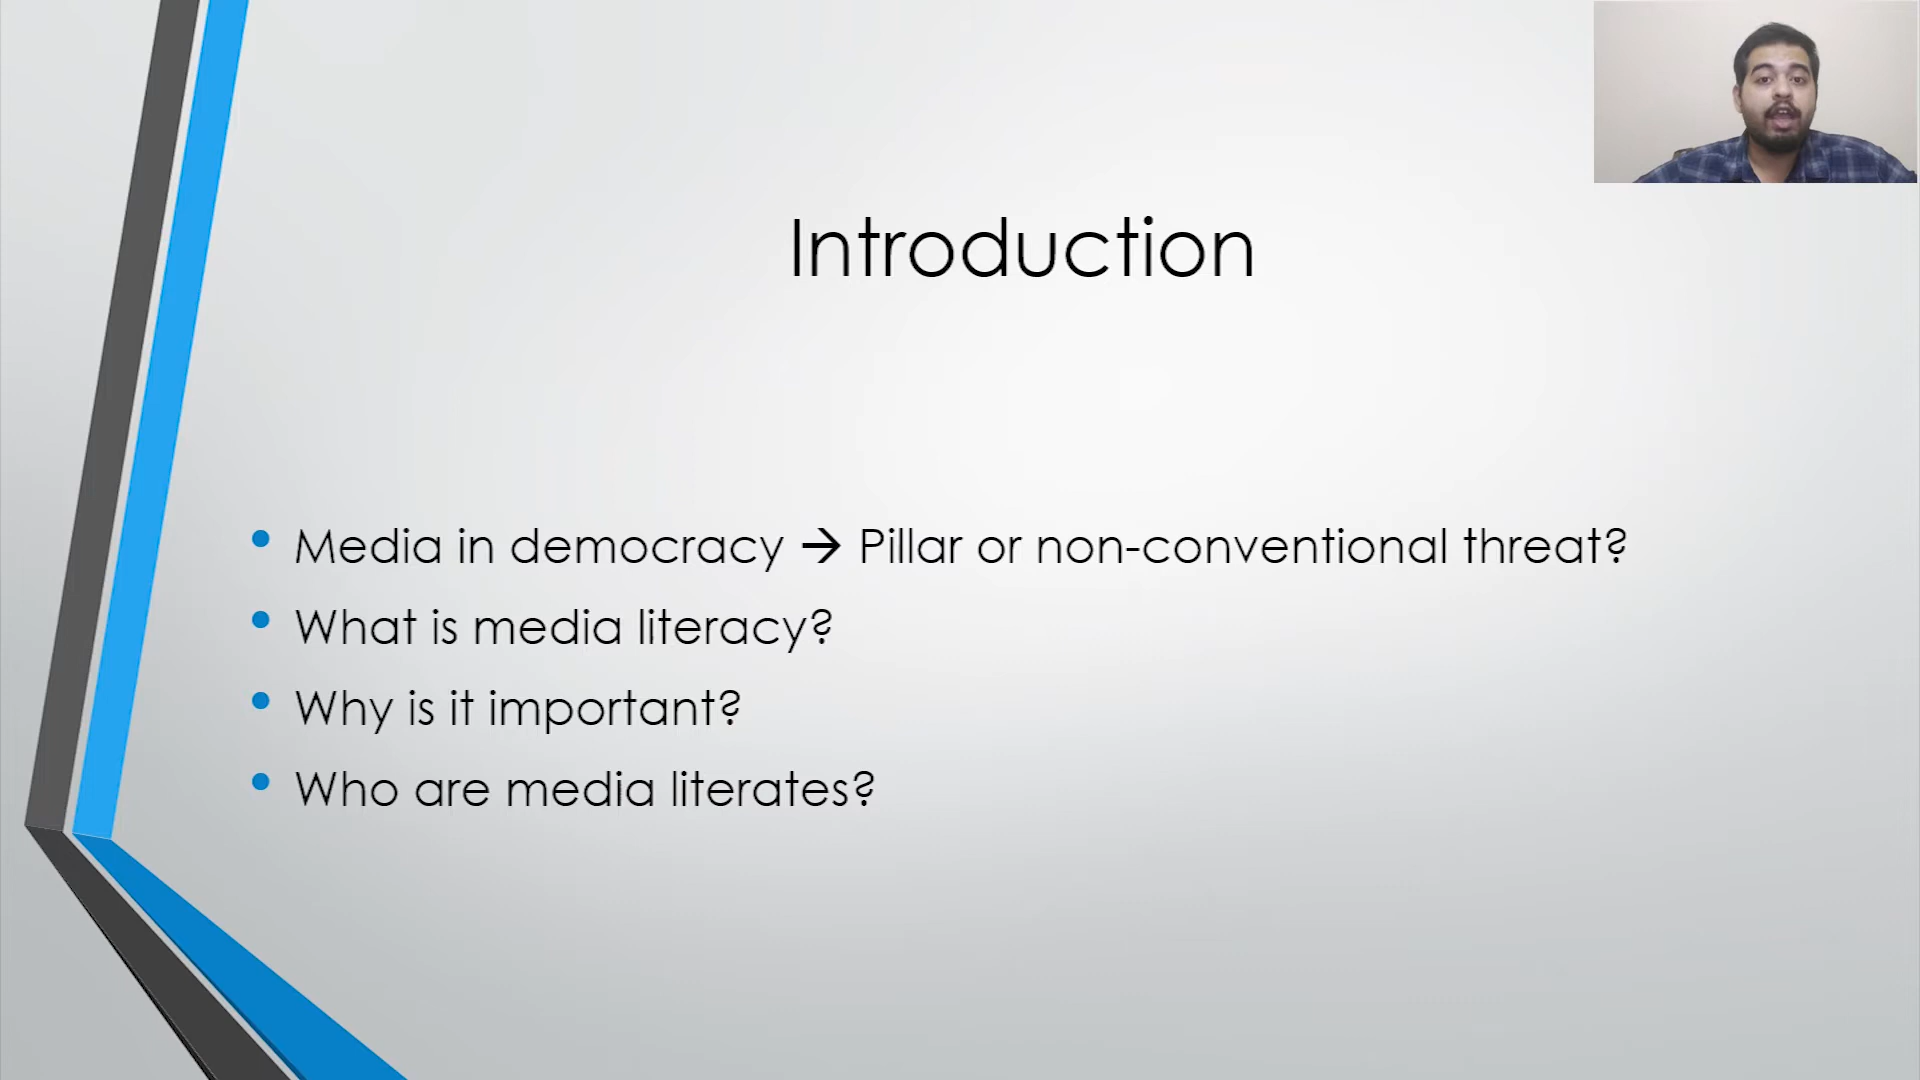 Introduction
• Media in democracy → Pillar or non-conventional threat?
• What is media literacy?
• Why is it important?
• Who are media literates?